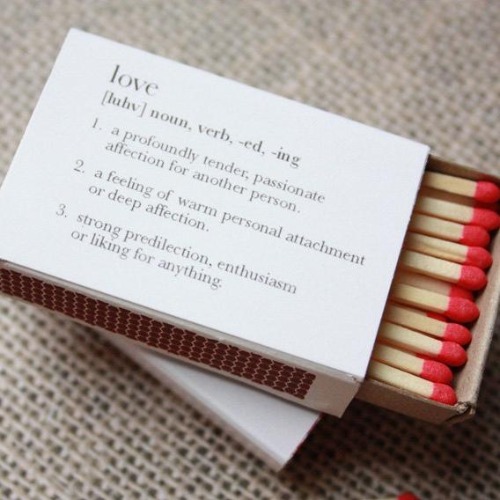 love
[luhv] noun, verb, -ed, -ing
1. a profoundly tender, passionate
affection for another person.
2. a feeling of warm personal attachment
or deep affection.
3. strong predilection, enthusiasm
or liking for anything.